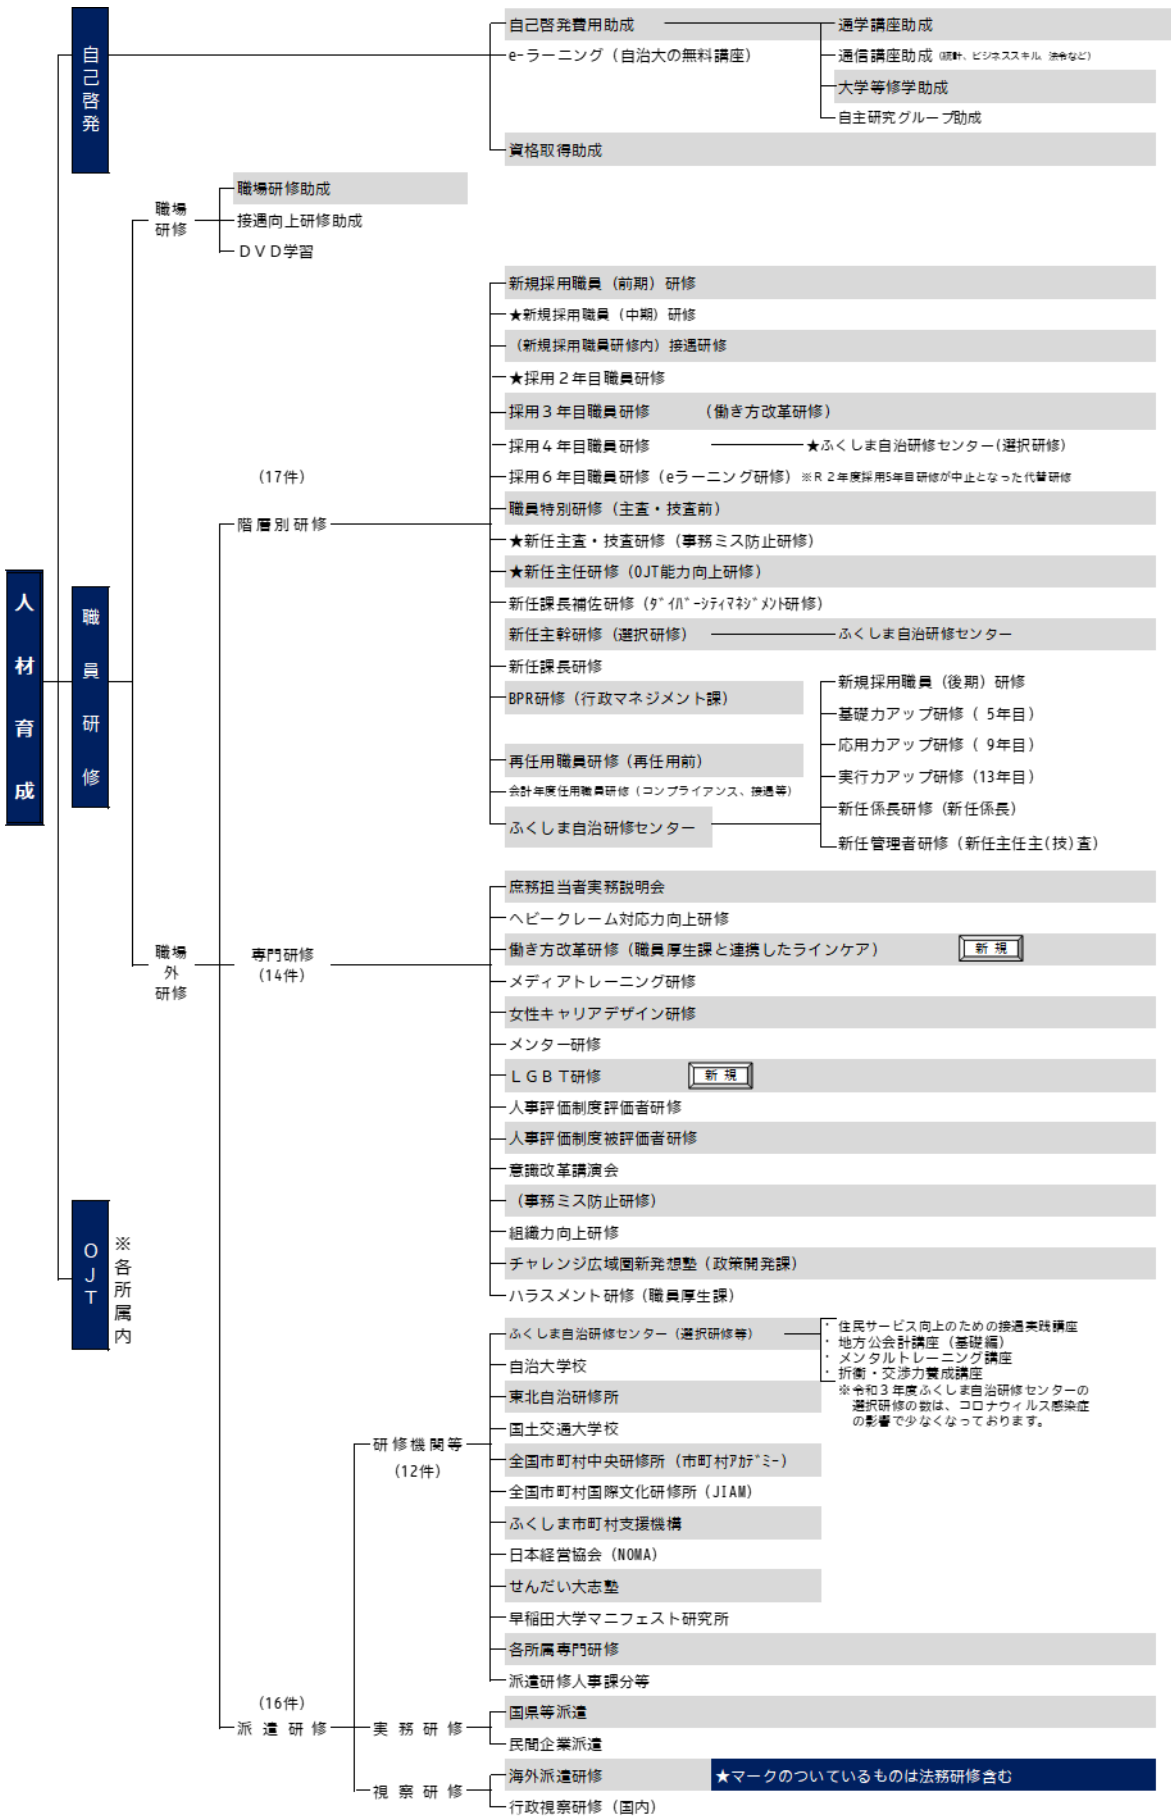 人材育成
自己啓発
自己啓発費用助成
通学講座助成
e-ラーニング（自治大の無料講座）
通信講座助成（統計、ビジネススキル、法令など）
大学等修学助成
自主研究グループ助成
資格取得助成
職員研修
職場
研修
職場研修助成
接遇向上研修助成
ＤＶＤ学習
職場
外
研修
(17件)
階層別研修
新規採用職員（前期）研修
★新規採用職員（中期）研修
（新規採用職員研修内）接遇研修
★採用２年目職員研修
採用３年目職員研修　（働き方改革研修）
採用４年目職員研修
★ふくしま自治研修センター(選択研修)
採用６年目職員研修（eラーニング研修）※Ｒ２年度採用5年目研修が中止となった代替研修
職員特別研修（主査・技査前）
★新任主査・技査研修（事務ミス防止研修）
★新任主任研修（OJT能力向上研修）
新任課長補佐研修（ﾀﾞｲﾊﾞｰｼﾃｨﾏﾈｼﾞﾒﾝﾄ研修）
新任主幹研修（選択研修）
ふくしま自治研修センター
新任課長研修
BPR研修（行政マネジメント課）
再任用職員研修（再任用前）
会計年度任用職員研修（コンプライアンス、接遇等）
ふくしま自治研修センター
新規採用職員（後期）研修
基礎力アップ研修（ 5年目）
応用力アップ研修（ 9年目）
実行力アップ研修（13年目）
新任係長研修（新任係長）
新任管理者研修（新任主任主(技)査）
専門研修
(14件)
庶務担当者実務説明会
ヘビークレーム対応力向上研修
働き方改革研修（職員厚生課と連携したラインケア）
新 規
メディアトレーニング研修
女性キャリアデザイン研修
メンター研修
ＬＧＢＴ研修
新 規
人事評価制度評価者研修
人事評価制度被評価者研修
意識改革講演会
（事務ミス防止研修）
組織力向上研修
チャレンジ広域圏新発想塾（政策開発課）
ハラスメント研修（職員厚生課）
(16件)
派遣研修
研修機関等
(12件)
ふくしま自治研修センター（選択研修等）
・ 住民サービス向上のための接遇実践講座
・ 地方公会計講座（基礎編）
・ メンタルトレーニング講座
・ 折衝・交渉力養成講座
※令和３年度ふくしま自治研修センターの
選択研修の数は、コロナウィルス感染症
の影響で少なくなっております。
自治大学校
東北自治研修所
国土交通大学校
全国市町村中央研修所（市町村ｱｶﾃﾞﾐｰ）
全国市町村国際文化研修所（JIAM）
ふくしま市町村支援機構
日本経営協会（NOMA）
せんだい大志塾
早稲田大学マニフェスト研究所
各所属専門研修
派遣研修人事課分等
実務研修
国県等派遣
民間企業派遣
視察研修
海外派遣研修
行政視察研修（国内）
★マークのついているものは法務研修含む
OJT
※各所属内